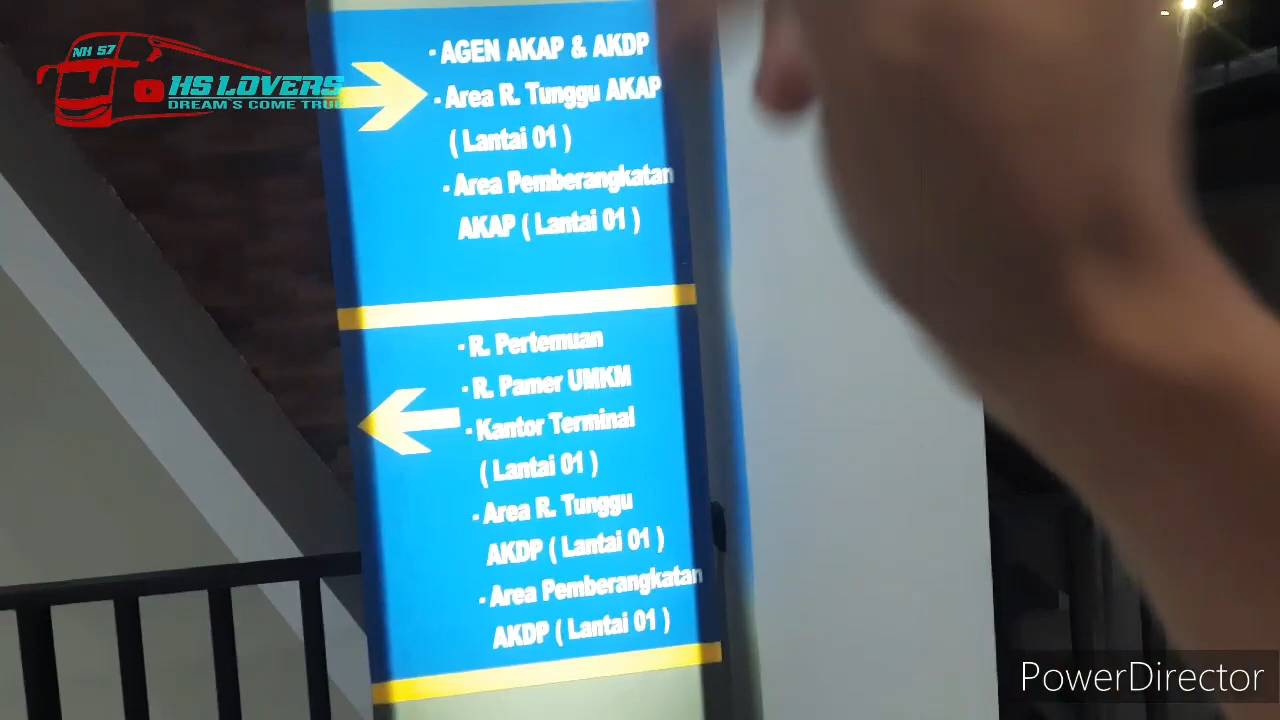 NH 57
HS LOVERS
DREAM'S COME TRUE
· AGEN AKAP & AKDP
· Area R. Tunggu AKAP
( Lantai 01 )
· Area Pemberangkatan
AKAP ( Lantai 01 )
· R. Pertemuan
· R. Pamer UMKM
· Kantor Terminal
( Lantai 01 )
· Area R. Tunggu
AKDP ( Lantai 01 )
· Area Pemberangkatan
AKDP ( Lantai 01 )
PowerDirector